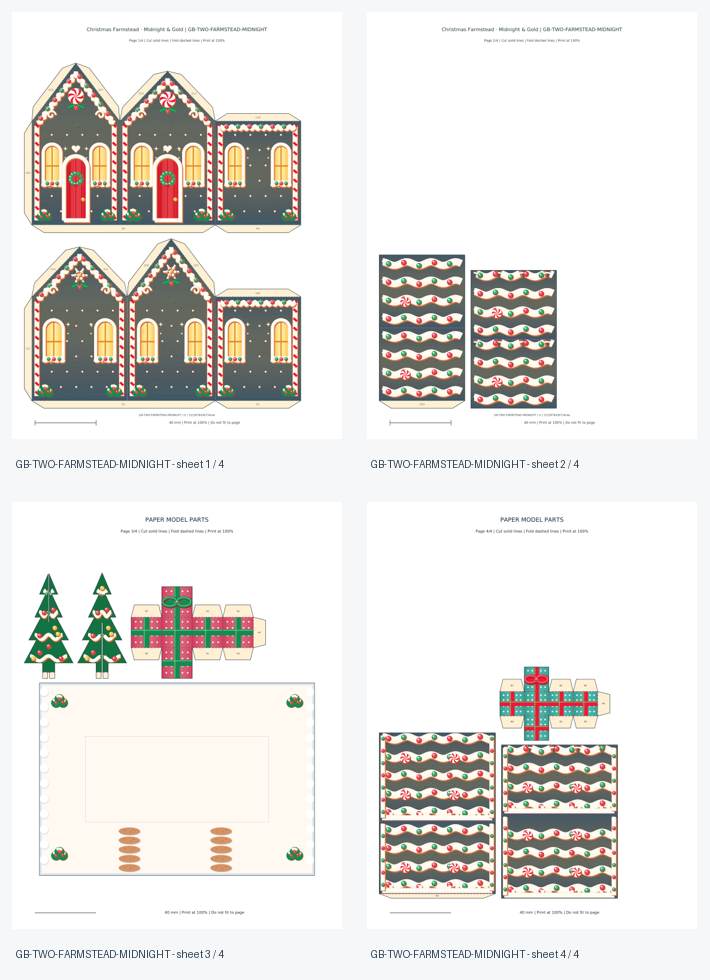 Christmas Farmstead · Midnight & Gold | GB-TWO-FARMSTEAD-MIDNIGHT
Page 1/4 | Cut solid lines | Fold dashed lines | Print at 100%
40 mm | Print at 100% | Do not fit to page
GB-TWO-FARMSTEAD-MIDNIGHT - sheet 1 / 4
Christmas Farmstead · Midnight & Gold | GB-TWO-FARMSTEAD-MIDNIGHT
Page 2/4 | Cut solid lines | Fold dashed lines | Print at 100%
40 mm | Print at 100% | Do not fit to page
GB-TWO-FARMSTEAD-MIDNIGHT - sheet 2 / 4
PAPER MODEL PARTS
Page 3/4 | Cut solid lines | Fold dashed lines | Print at 100%
40 mm | Print at 100% | Do not fit to page
GB-TWO-FARMSTEAD-MIDNIGHT - sheet 3 / 4
PAPER MODEL PARTS
Page 4/4 | Cut solid lines | Fold dashed lines | Print at 100%
40 mm | Print at 100% | Do not fit to page
GB-TWO-FARMSTEAD-MIDNIGHT - sheet 4 / 4